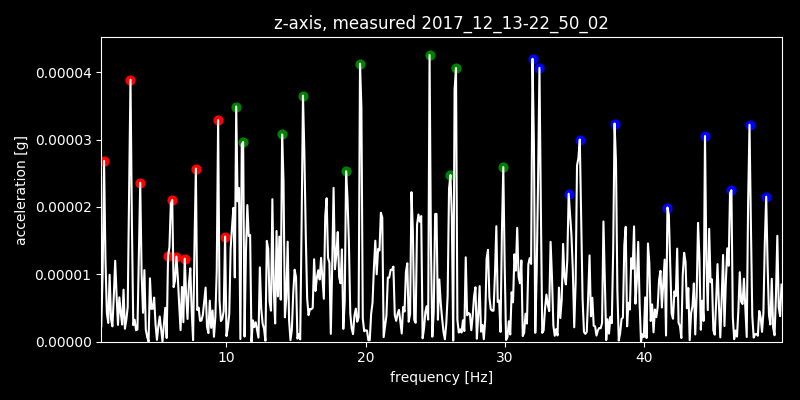 z-axis, measured 2017_12_13-22_50_02
0.00004
0.00003
0.00002
0.00001
0.00000
acceleration [g]
10 20 30 40
frequency [Hz]